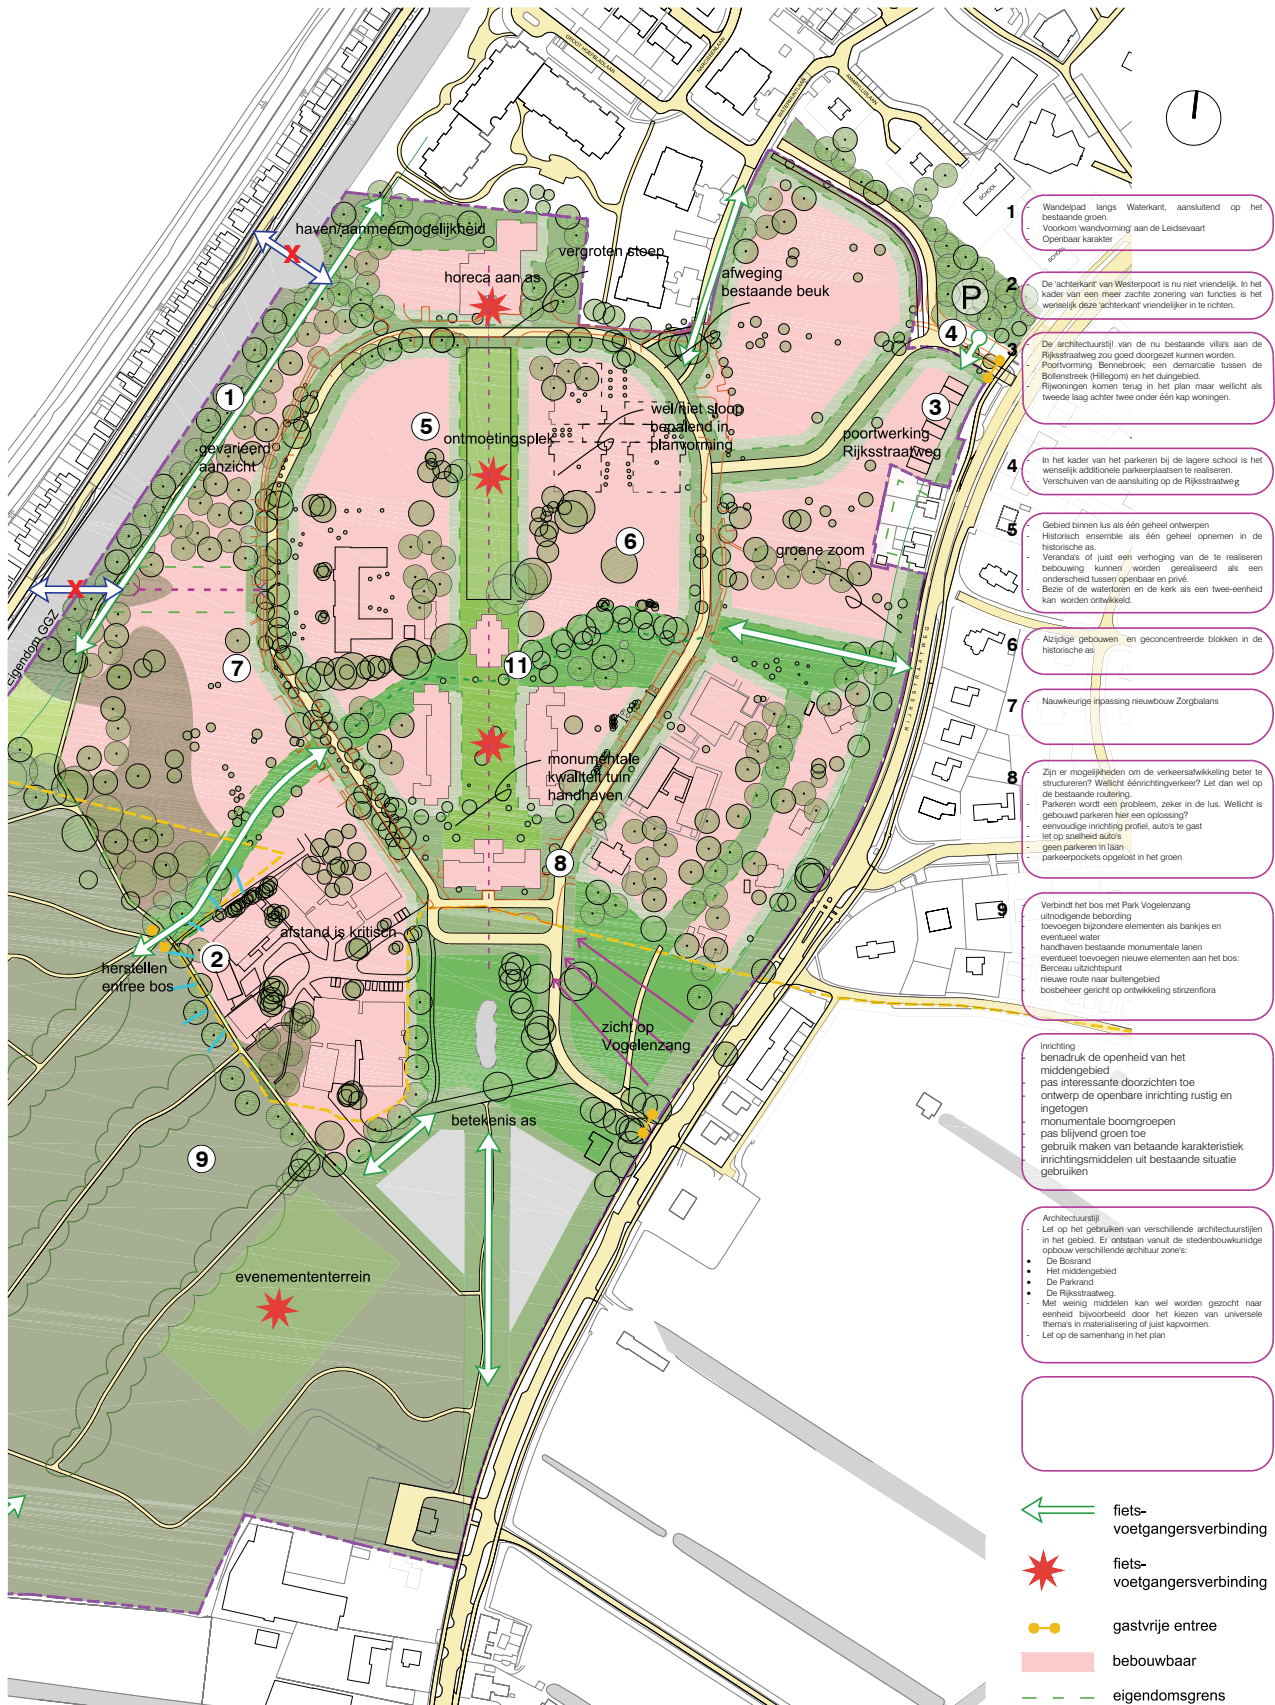 GROOT HOEFBLADLAAN
NARCISSENLAAN
WATERMUNTLAAN
AMARYLLISLAAN
SCHOOL
SCHOOL
haven/aanmeermogelijkheid
vergroten stoep
horeca aan as
afweging
bestaande beuk
P
4
1
gevarieerd
aanzicht
5
ontmoetingsplek
wel/niet sloop
bepalend in
planvorming
3
poortwerking
Rijksstraatweg
6
groene zoom
Eigendom GGZ
7
11
RIJKSSTRAATWEG
monumentale
kwaliteit tuin
handhaven
8
afstand is kritisch
2
herstellen
entree bos
zicht op
Vogelenzang
betekenis as
9
evenemententerrein
x
x
1
- Wandelpad langs Waterkant, aansluitend op het
bestaande groen.
- Voorkom 'wandvorming' aan de Leidsevaart
- Openbaar karakter
2
- De 'achterkant' van Westerpoort is nu niet vriendelijk. In het
kader van een meer zachte zonering van functies is het
wenselijk deze 'achterkant' vriendelijker in te richten.
3
- De architectuurstijl van de nu bestaande villa's aan de
Rijksstraatweg zou goed doorgezet kunnen worden.
- Poortvorming Bennebroek; een demarcatie tussen de
Bollenstreek (Hillegom) en het duingebied.
- Rijwoningen komen terug in het plan maar wellicht als
tweede laag achter twee onder één kap woningen.
4
- In het kader van het parkeren bij de lagere school is het
wenselijk additionele parkeerplaatsen te realiseren.
- Verschuiven van de aansluiting op de Rijksstraatweg
5
- Gebied binnen lus als één geheel ontwerpen
- Historisch ensemble als één geheel opnemen in de
historische as.
- Veranda's of juist een verhoging van de te realiseren
bebouwing kunnen worden gerealiseerd als een
onderscheid tussen openbaar en privé.
- Bezie of de watertoren en de kerk als een twee-eenheid
kan worden ontwikkeld.
6
- Alzijdige gebouwen en geconcentreerde blokken in de
historische as
7
- Nauwkeurige inpassing nieuwbouw Zorgbalans
8
- Zijn er mogelijkheden om de verkeersafwikkeling beter te
structureren? Wellicht éénrichtingverkeer? Let dan wel op
de bestaande routering.
- Parkeren wordt een probleem, zeker in de lus. Wellicht is
gebouwd parkeren hier een oplossing?
- eenvoudige inrichting profiel, auto's te gast
- let op snelheid auto's
- geen parkeren in laan
- parkeerpockets opgelost in het groen
9
- Verbindt het bos met Park Vogelenzang
- uitnodigende bebording
- toevoegen bijzondere elementen als bankjes en
eventueel water
- handhaven bestaande monumentale lanen
- eventueel toevoegen nieuwe elementen aan het bos:
Berceau uitzichtspunt
- nieuwe route naar buitengebied
- bosbeheer gericht op ontwikkeling stinzenflora
Inrichting
- benadruk de openheid van het
middengebied
- pas interessante doorzichten toe
- ontwerp de openbare inrichting rustig en
ingetogen
- monumentale boomgroepen
- pas blijvend groen toe
- gebruik maken van betaande karakteristiek
- inrichtingsmiddelen uit bestaande situatie
gebruiken
Architectuurstijl
- Let op het gebruiken van verschillende architectuurstijlen
in het gebied. Er ontstaan vanuit de stedenbouwkunidge
opbouw verschillende archituur zone's:
• De Bosrand
• Het middengebied
• De Parkrand
• De Rijksstraatweg.
- Met weinig middelen kan wel worden gezocht naar
eenheid bijvoorbeeld door het kiezen van universele
thema's in materialisering of juist kapvormen.
- Let op de samenhang in het plan
fiets-
voetgangersverbinding
fiets-
voetgangersverbinding
gastvrije entree
bebouwbaar
eigendomsgrens